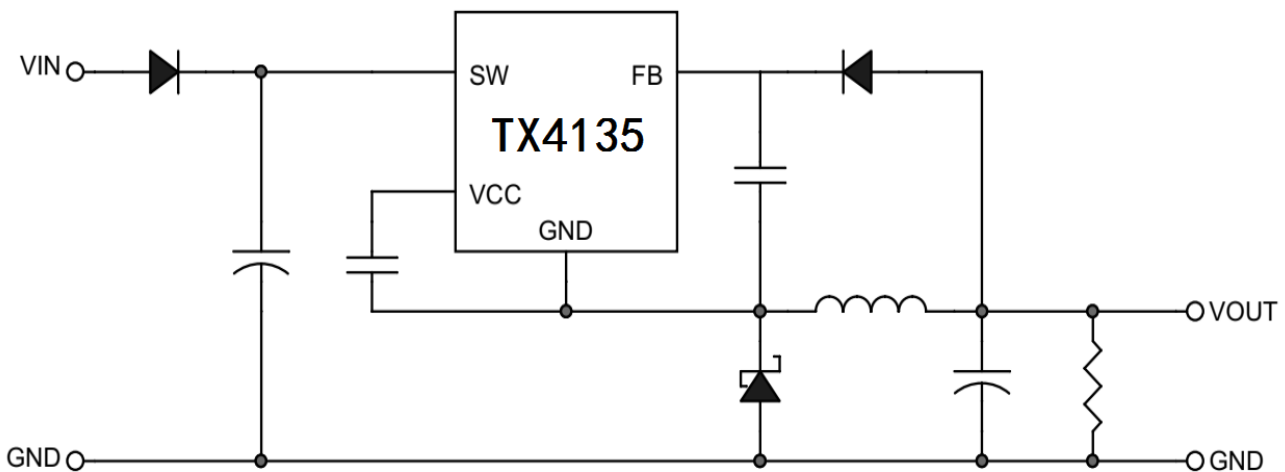 VIN
SW
FB
TX4135
VCC
GND
VOUT
GND
GND